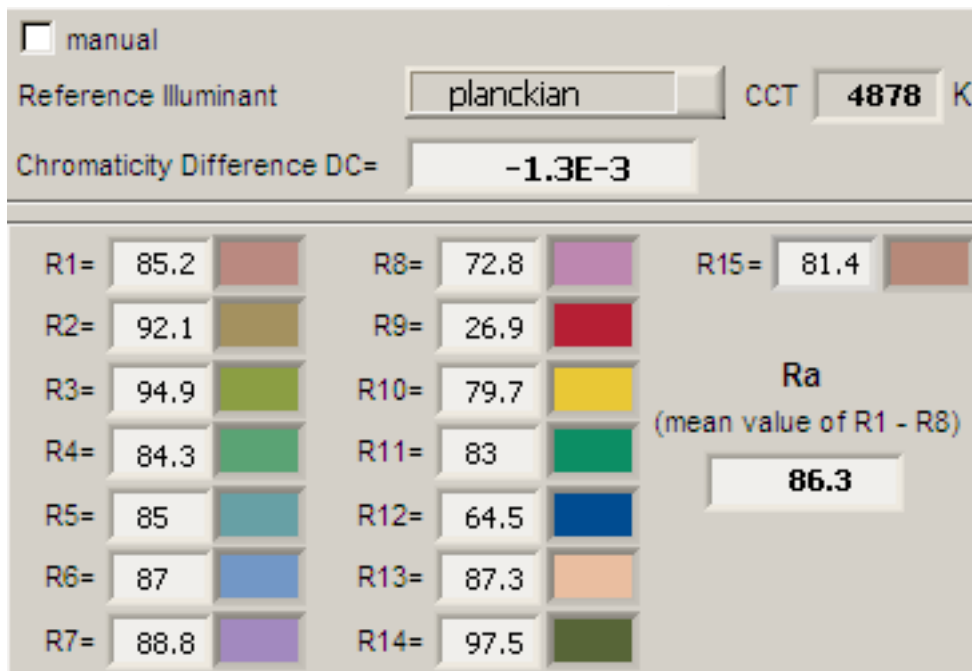 manual
Reference Illuminant planckian CCT 4878 K
Chromaticity Difference DC= -1.3E-3
R1= 85.2 R8= 72.8 R15= 81.4
R2= 92.1 R9= 26.9
R3= 94.9 R10= 79.7 Ra
R4= 84.3 R11= 83 (mean value of R1 - R8)
R5= 85 R12= 64.5 86.3
R6= 87 R13= 87.3
R7= 88.8 R14= 97.5